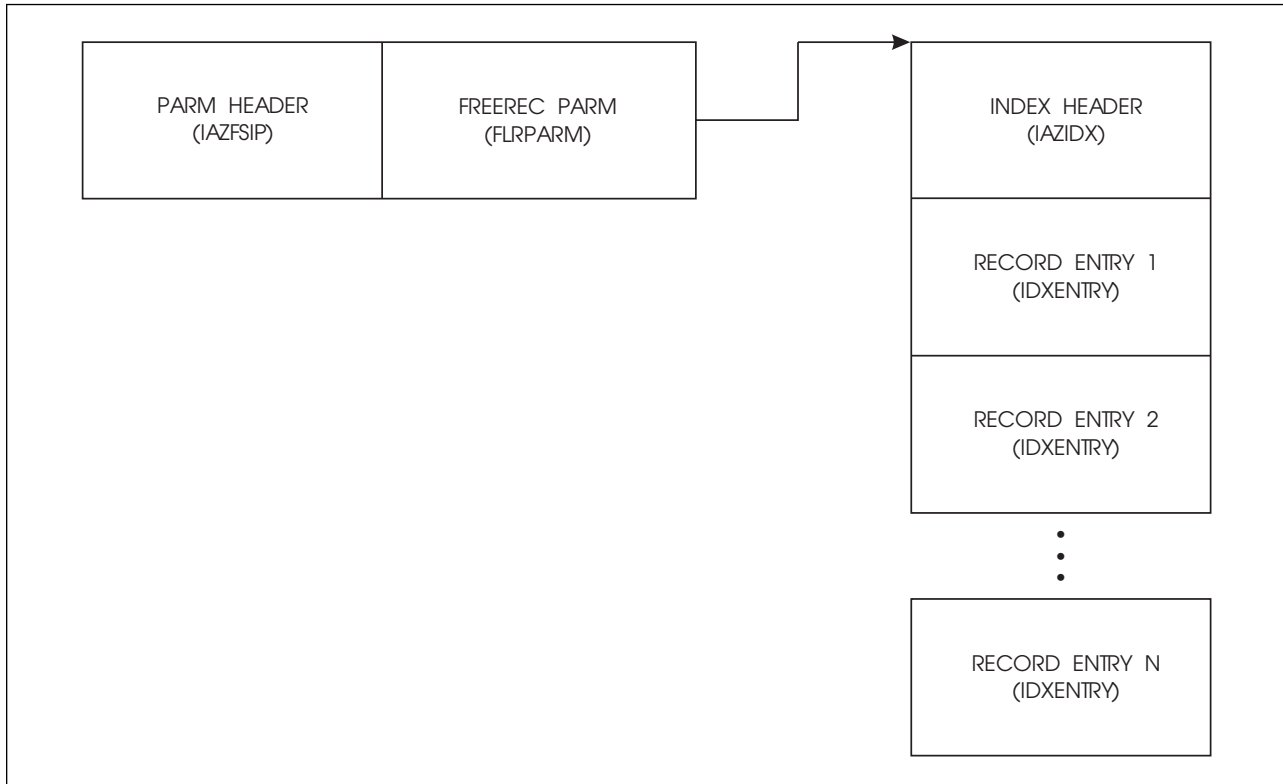 PARM HEADER
(IAZFSIP)
FREEREC PARM
(FLRPARM)
INDEX HEADER
(IAZIDX)
RECORD ENTRY 1
(IDXENTRY)
RECORD ENTRY 2
(IDXENTRY)
RECORD ENTRY N
(IDXENTRY)